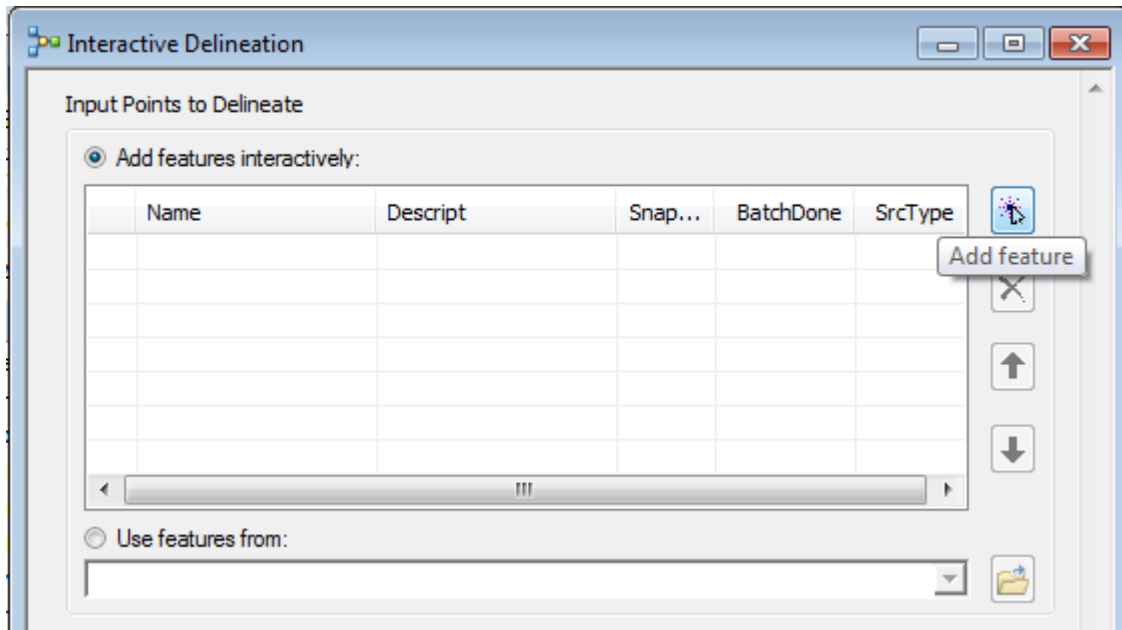 Interactive Delineation
Input Points to Delineate
Add features interactively:
Name Descript Snap... BatchDone SrcType
Add feature
Use features from: